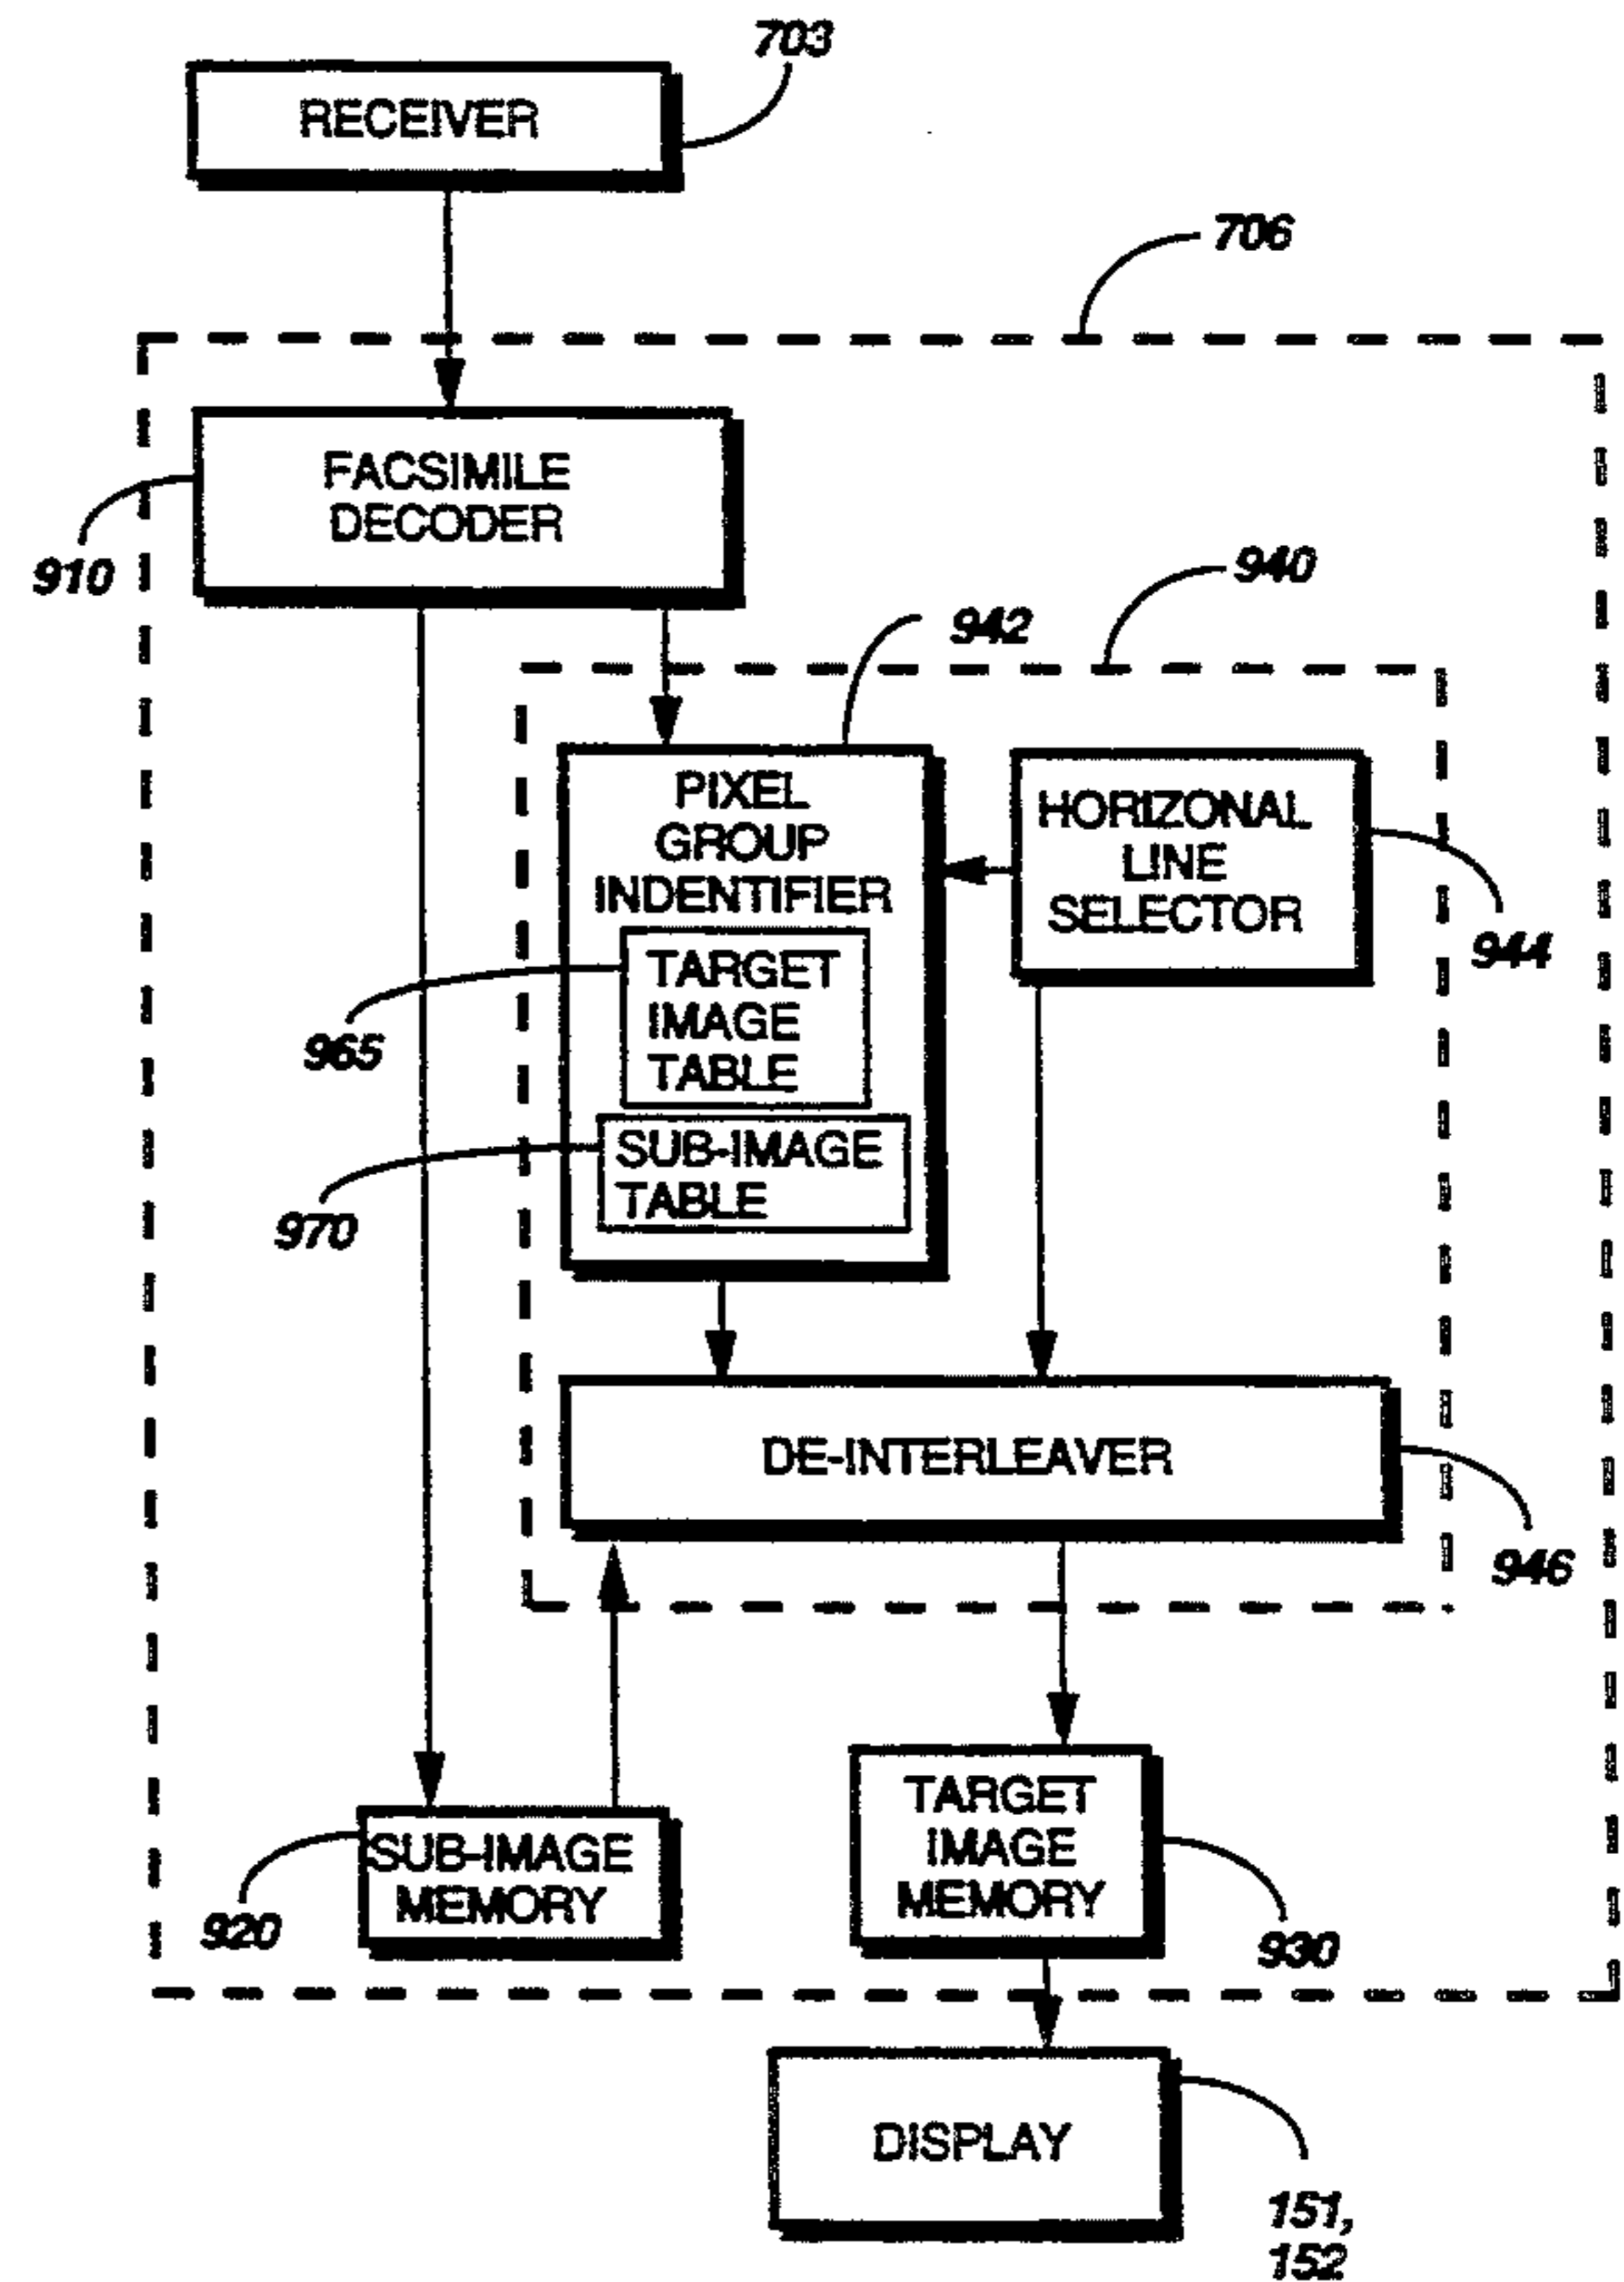 703
RECEIVER
706
FACSIMILE
DECODER
910
940
942
PIXEL
GROUP
INDENTIFIER
HORIZONAL
LINE
SELECTOR
944
TARGET
IMAGE
TABLE
965
SUB-IMAGE
TABLE
970
DE-INTERLEAVER
946
TARGET
IMAGE
MEMORY
930
SUB-IMAGE
MEMORY
920
DISPLAY
151,
152